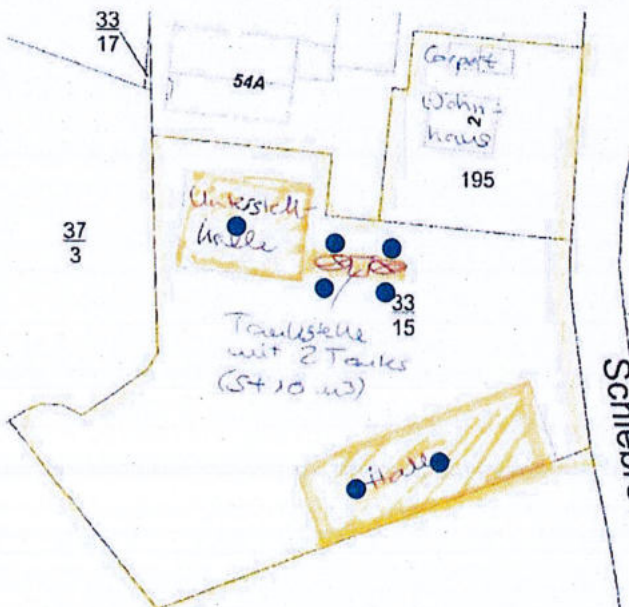 33
17
54A
Carport
Wohn-
haus
2
195
Unterstell-
halle
37
3
33
15
Tankstelle
mit 2 Tanks
(5+10 m3)
Halle